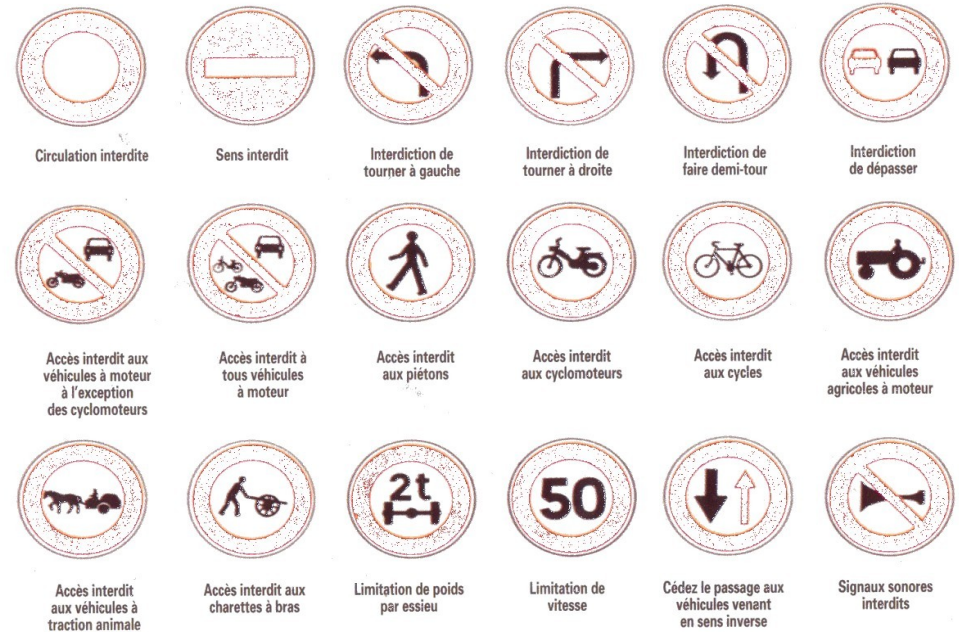 Circulation interdite
Sens interdit
Interdiction de
tourner à gauche
Interdiction de
tourner à droite
Interdiction de
faire demi-tour
Interdiction
de dépasser
Accès interdit aux
véhicules à moteur
à l'exception
des cyclomoteurs
Accès interdit à
tous véhicules
à moteur
Accès interdit
aux piétons
Accès interdit
aux cyclomoteurs
Accès interdit
aux cycles
Accès interdit
aux véhicules
agricoles à moteur
2t
50
Accès interdit
aux véhicules à
traction animale
Accès interdit aux
charettes à bras
Limitation de poids
par essieu
Limitation de
vitesse
Cédez le passage aux
véhicules venant
en sens inverse
Signaux sonores
interdits